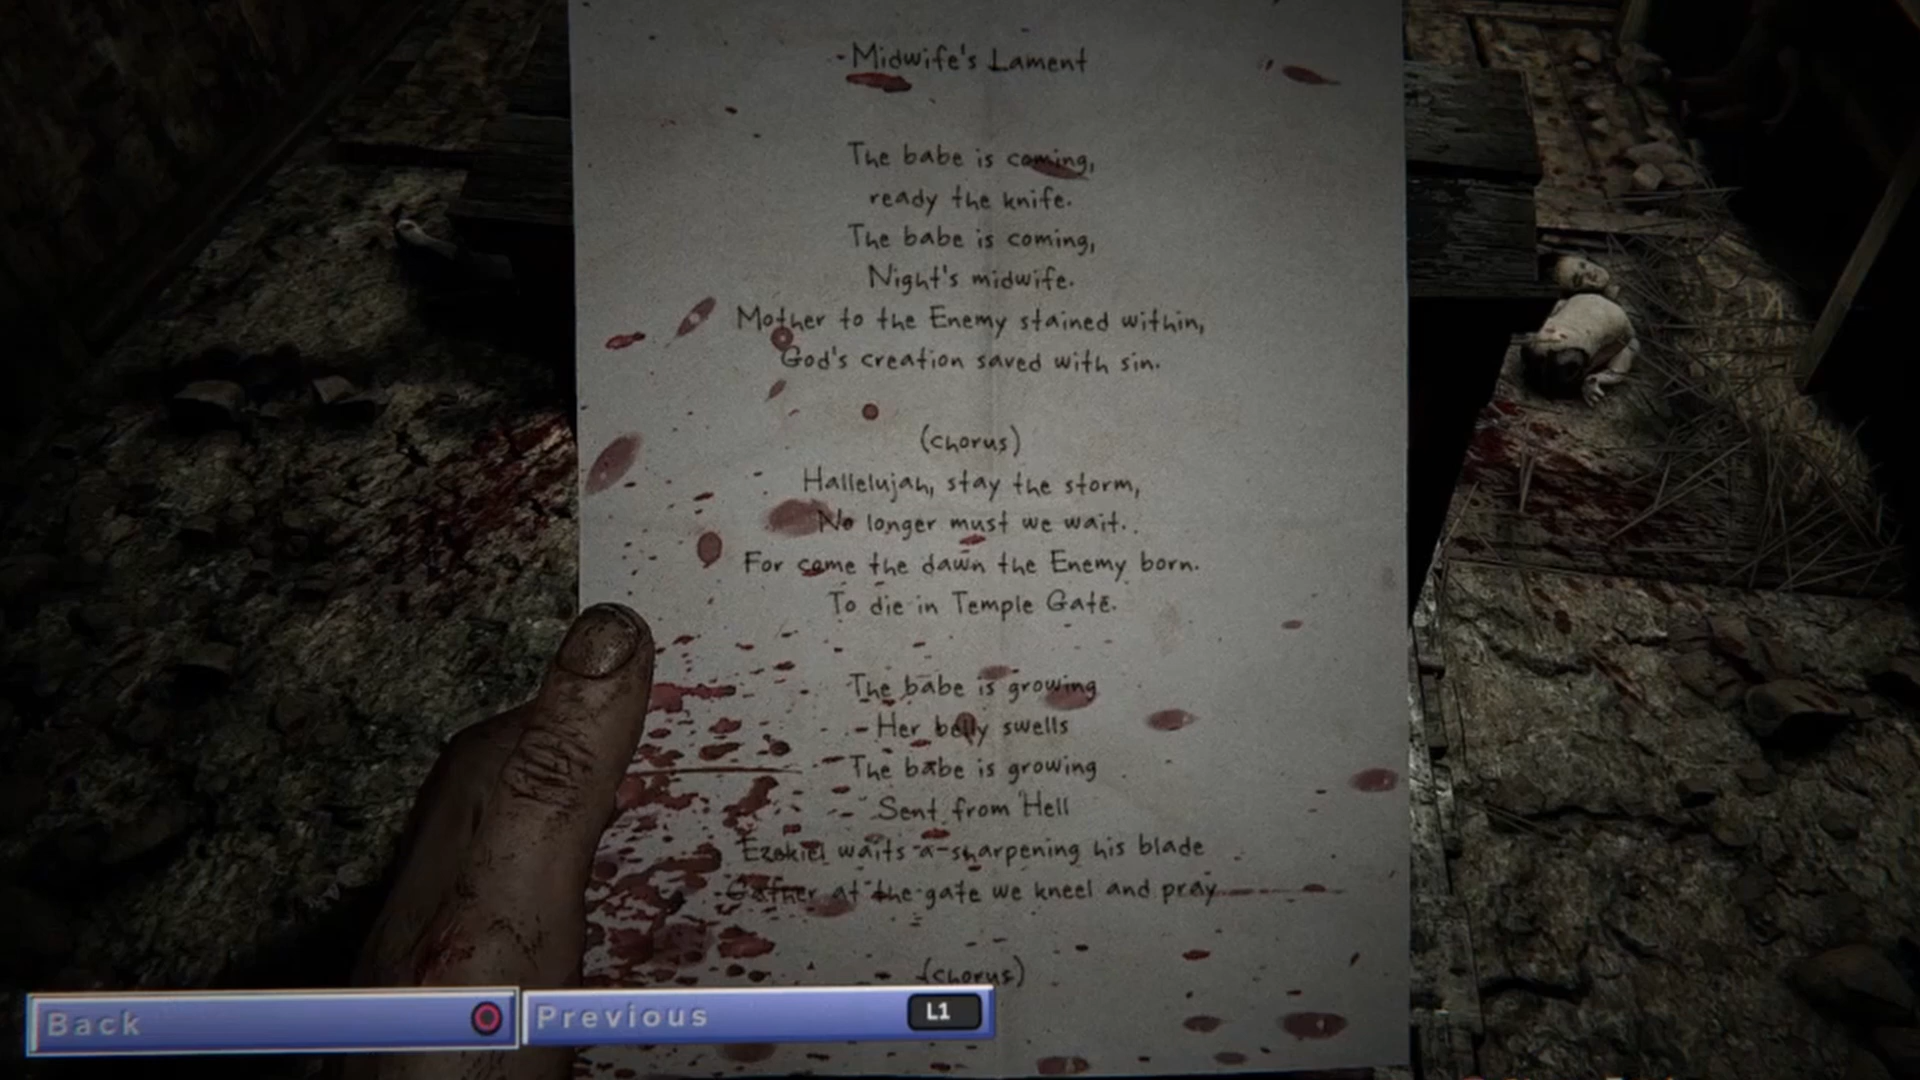 - Midwife's Lament
The babe is coming,
ready the knife.
The babe is coming,
Night's midwife.
Mother to the Enemy stained within,
God's creation saved with sin.
(chorus)
Hallelujah, stay the storm,
No longer must we wait.
For come the dawn the Enemy born.
To die in Temple Gate.
The babe is growing
- Her belly swells
The babe is growing
- Sent from Hell
Ezekiel waits a-sharpening his blade
Gather at the gate we kneel and pray
(chorus)
Back
Previous L1